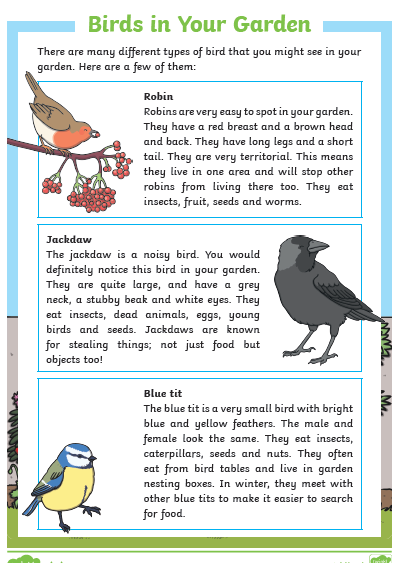 Birds in Your Garden
There are many different types of bird that you might see in your
garden. Here are a few of them:
Robin
Robins are very easy to spot in your garden.
They have a red breast and a brown head
and back. They have long legs and a short
tail. They are very territorial. This means
they live in one area and will stop other
robins from living there too. They eat
insects, fruit, seeds and worms.
Jackdaw
The jackdaw is a noisy bird. You would
definitely notice this bird in your garden.
They are quite large, and have a grey
neck, a stubby beak and white eyes. They
eat insects, dead animals, eggs, young
birds and seeds. Jackdaws are known
for stealing things; not just food but
objects too!
Blue tit
The blue tit is a very small bird with bright
blue and yellow feathers. The male and
female look the same. They eat insects,
caterpillars, seeds and nuts. They often
eat from bird tables and live in garden
nesting boxes. In winter, they meet with
other blue tits to make it easier to search
for food.